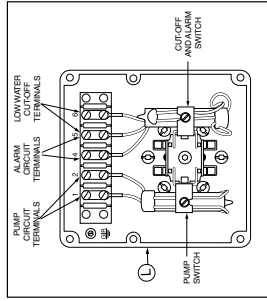 PUMP
CIRCUIT
TERMINALS
ALARM
CIRCUIT
TERMINALS
LOW WATER
CUT-OFF
TERMINALS
1
2
4
5
6
L
PUMP
SWITCH
CUT-OFF
AND ALARM
SWITCH